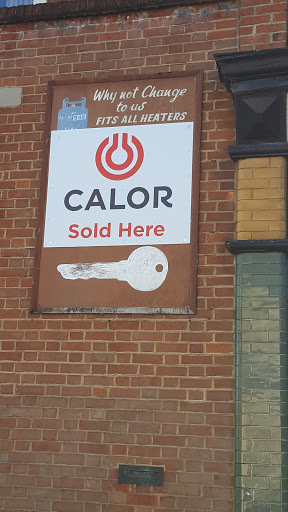 Why not Change
to us
FITS ALL HEATERS
CALOR
Sold Here